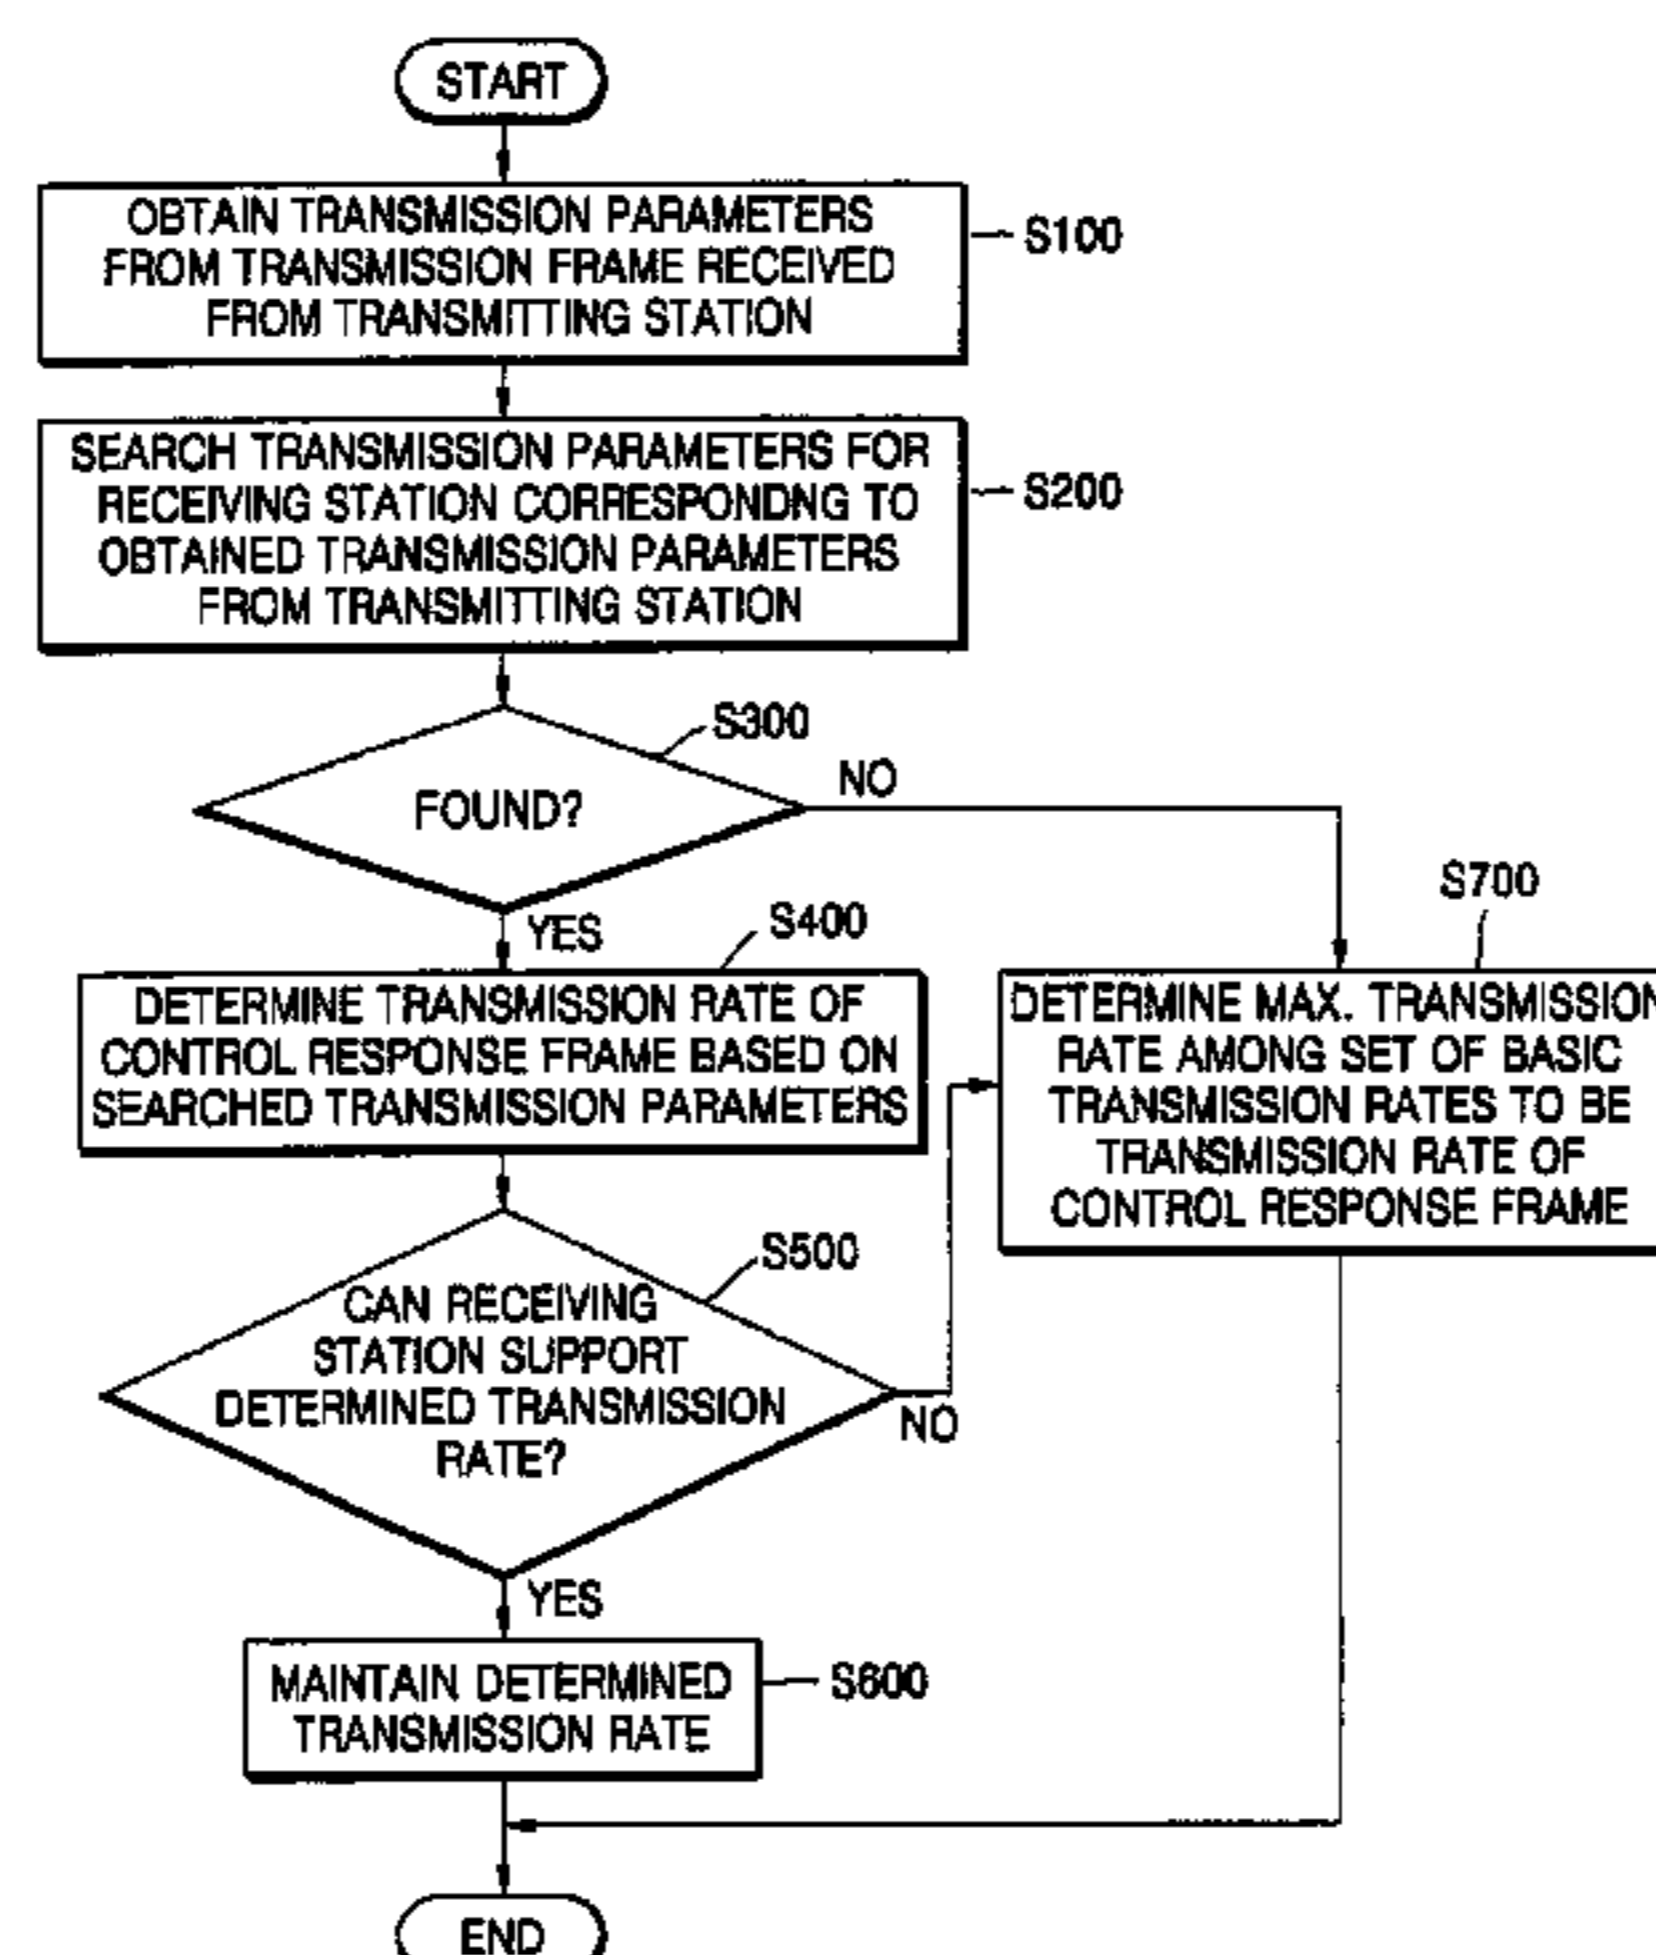 START
OBTAIN TRANSMISSION PARAMETERS
FROM TRANSMISSION FRAME RECEIVED
FROM TRANSMITTING STATION
S100
SEARCH TRANSMISSION PARAMETERS FOR
RECEIVING STATION CORRESPONDNG TO
OBTAINED TRANSMISSION PARAMETERS
FROM TRANSMITTING STATION
S200
S300
FOUND?
NO
YES
S400
DETERMINE TRANSMISSION RATE OF
CONTROL RESPONSE FRAME BASED ON
SEARCHED TRANSMISSION PARAMETERS
S700
DETERMINE MAX. TRANSMISSION
RATE AMONG SET OF BASIC
TRANSMISSION RATES TO BE
TRANSMISSION RATE OF
CONTROL RESPONSE FRAME
S500
CAN RECEIVING
STATION SUPPORT
DETERMINED TRANSMISSION
RATE?
NO
YES
MAINTAIN DETERMINED
TRANSMISSION RATE
S600
END